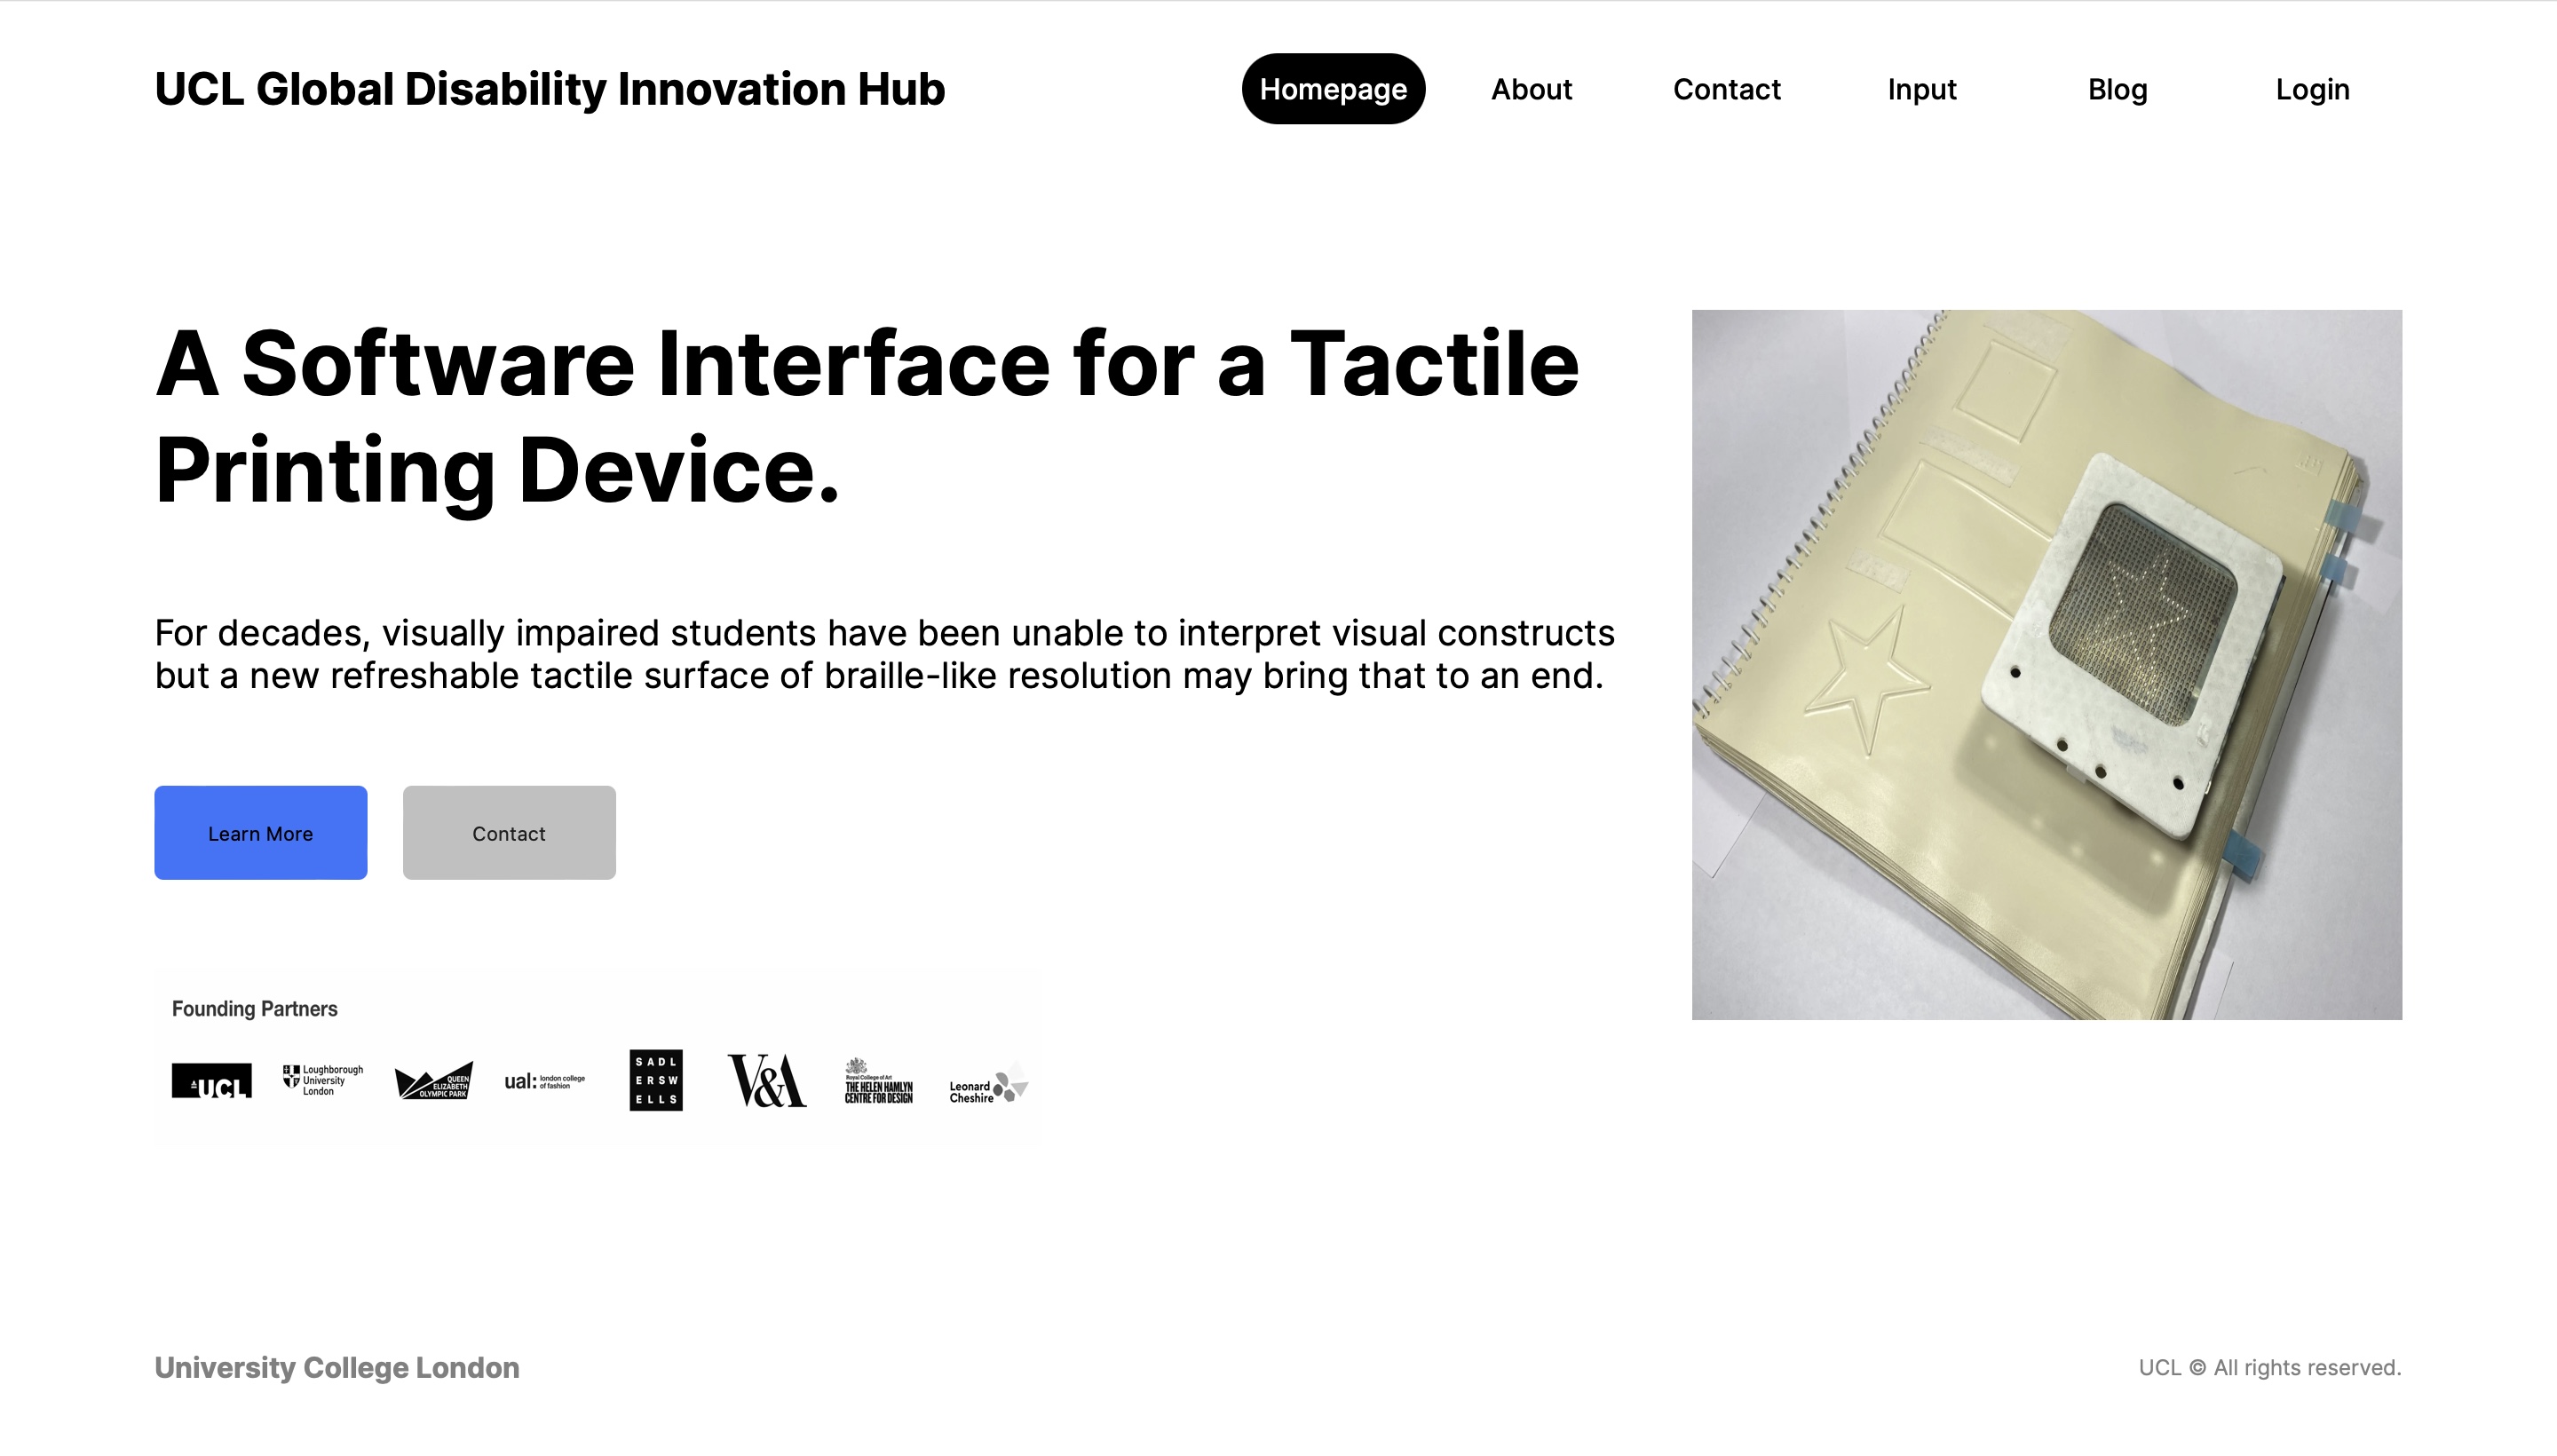 UCL Global Disability Innovation Hub
Homepage
About
Contact
Input
Blog
Login
A Software Interface for a Tactile
Printing Device.
For decades, visually impaired students have been unable to interpret visual constructs
but a new refreshable tactile surface of braille-like resolution may bring that to an end.
Learn More
Contact
Founding Partners
UCL
Loughborough
University
London
QUEEN
ELIZABETH
OLYMPIC PARK
ual: london college
of fashion
SADL
ERSW
ELLS
V&A
Royal College of Art
THE HELEN HAMLYN
CENTRE FOR DESIGN
Leonard
Cheshire
University College London
UCL © All rights reserved.